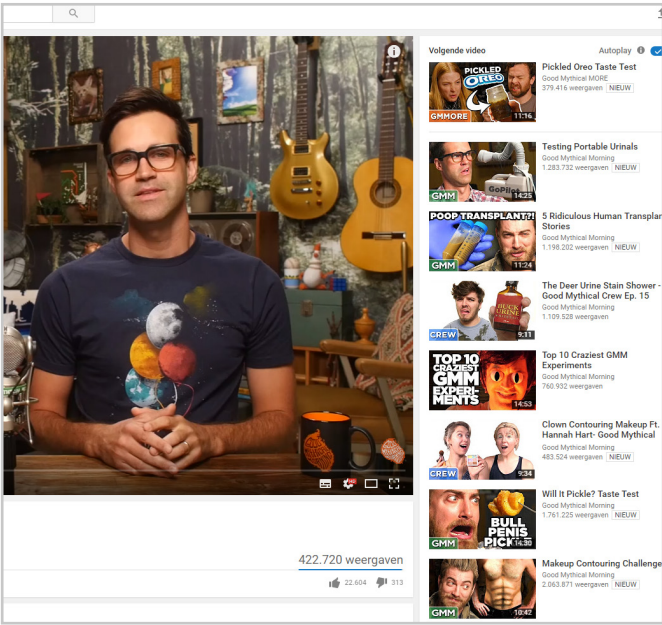 Volgende video
Autoplay
PICKLED
OREO
GMMORE
11:16
Pickled Oreo Taste Test
Good Mythical MORE
379.416 weergaven NIEUW
GoPilot
GMM
14:25
Testing Portable Urinals
Good Mythical Morning
1.283.732 weergaven NIEUW
POOP TRANSPLANT?!
GMM
11:24
5 Ridiculous Human Transplan
Stories
Good Mythical Morning
1.198.202 weergaven NIEUW
BUCK
URINE
CREW
9:11
The Deer Urine Stain Shower -
Good Mythical Crew Ep. 15
Good Mythical Morning
1.109.528 weergaven
TOP 10
CRAZIEST
GMM
EXPERI-
MENTS
14:53
Top 10 Craziest GMM
Experiments
Good Mythical Morning
760.932 weergaven
CREW
9:34
Clown Contouring Makeup Ft.
Hannah Hart- Good Mythical
Good Mythical Morning
483.524 weergaven NIEUW
BULL
PENIS
PICKLE
GMM
14:30
Will It Pickle? Taste Test
Good Mythical Morning
1.761.225 weergaven NIEUW
GMM
10:42
Makeup Contouring Challenge
Good Mythical Morning
2.063.871 weergaven NIEUW
422.720 weergaven
22.604 313